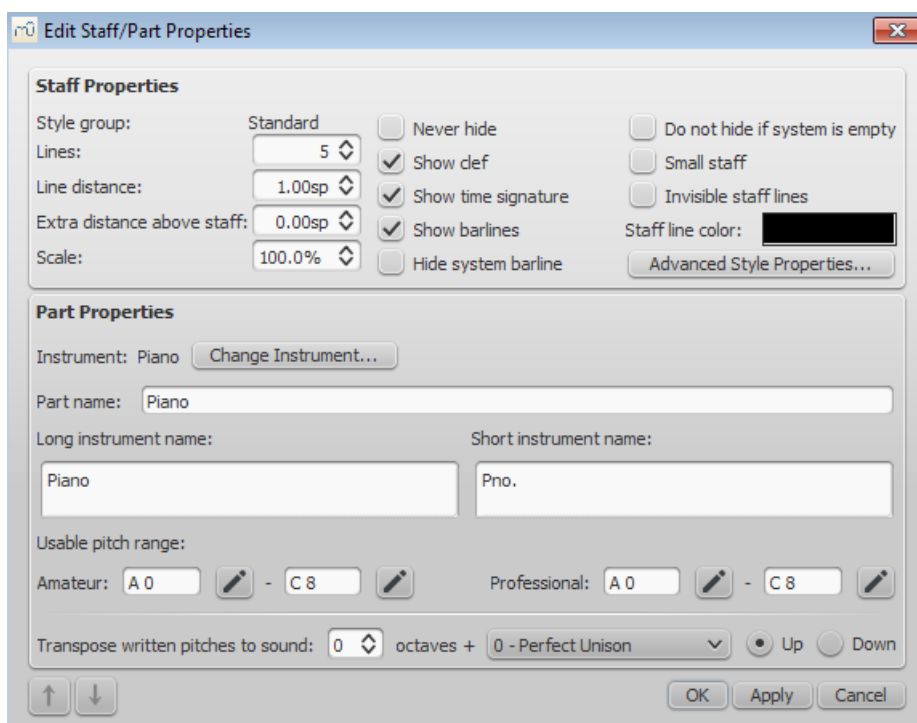 Edit Staff/Part Properties
Staff Properties
Style group: Standard
Lines: 5
Line distance: 1.00sp
Extra distance above staff: 0.00sp
Scale: 100.0%
Never hide
Show clef
Show time signature
Show barlines
Hide system barline
Do not hide if system is empty
Small staff
Invisible staff lines
Staff line color:
Advanced Style Properties...
Part Properties
Instrument: Piano Change Instrument...
Part name: Piano
Long instrument name:
Piano
Short instrument name:
Pno.
Usable pitch range:
Amateur: A 0 - C 8 Professional: A 0 - C 8
Transpose written pitches to sound: 0 octaves + 0 - Perfect Unison Up Down
OK Apply Cancel